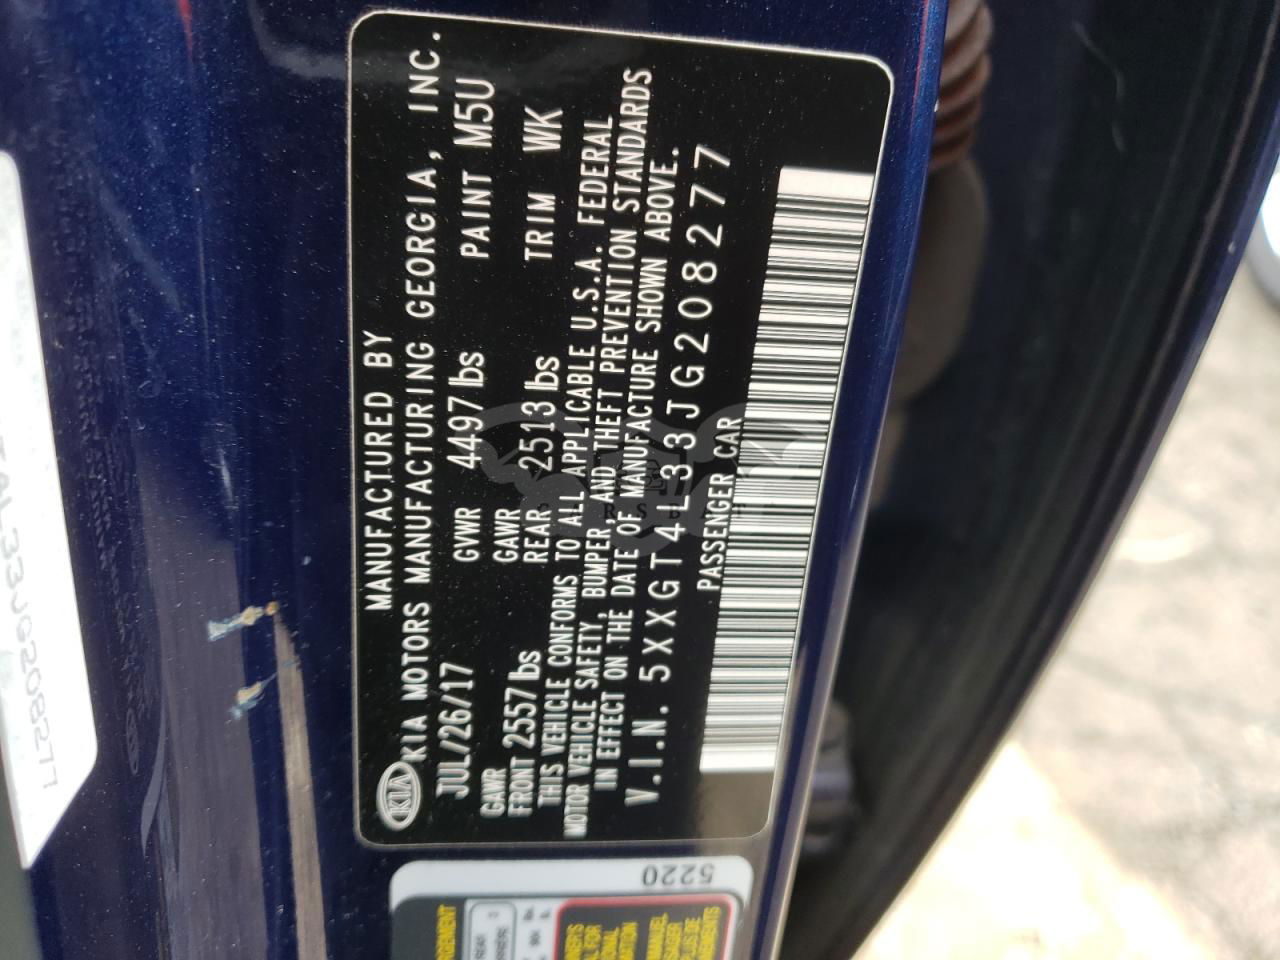 MANUFACTURED BY
KIA KIA MOTORS MANUFACTURING GEORGIA, INC.
JUL/26/17 GVWR 4497 lbs PAINT M5U
GAWR FRONT 2557 lbs GAWR REAR 2513 lbs TRIM WK
THIS VEHICLE CONFORMS TO ALL APPLICABLE U.S.A. FEDERAL
MOTOR VEHICLE SAFETY, BUMPER, AND THEFT PREVENTION STANDARDS
IN EFFECT ON THE DATE OF MANUFACTURE SHOWN ABOVE.
V.I.N. 5XXGT4L33JG208277
PASSENGER CAR
5220
MANUEL